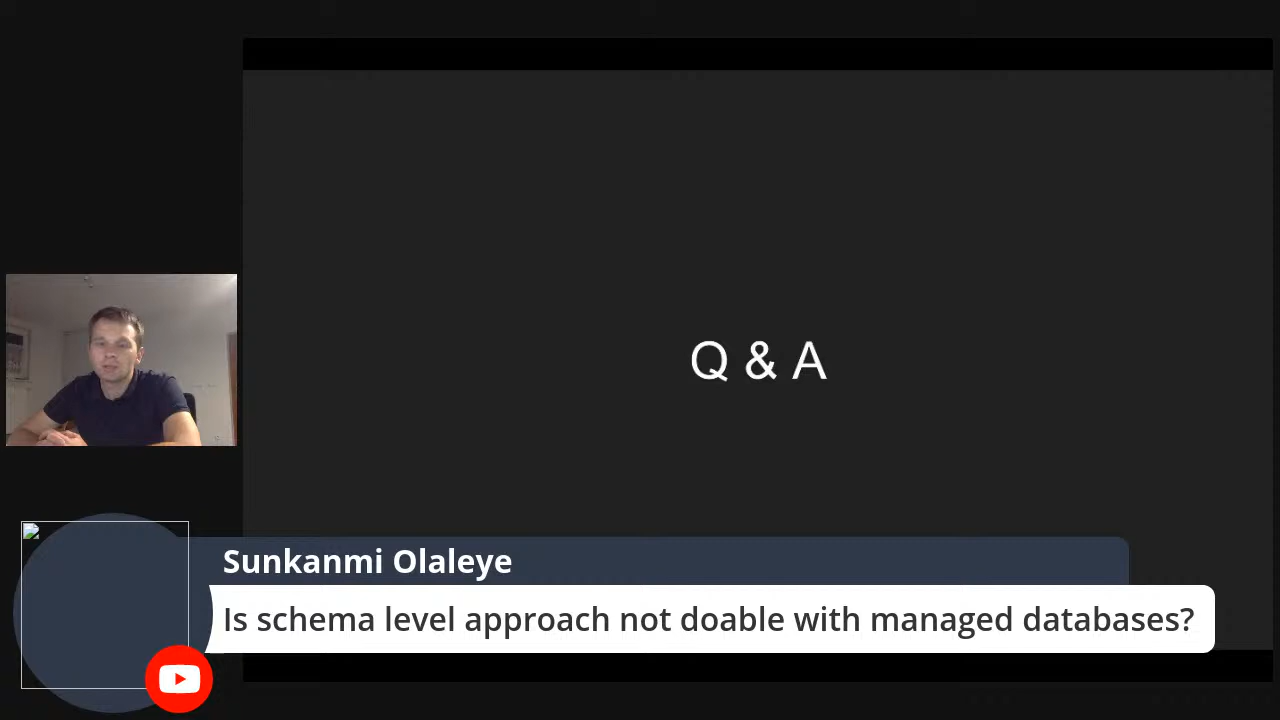 Q & A
Sunkanmi Olaleye
Is schema level approach not doable with managed databases?